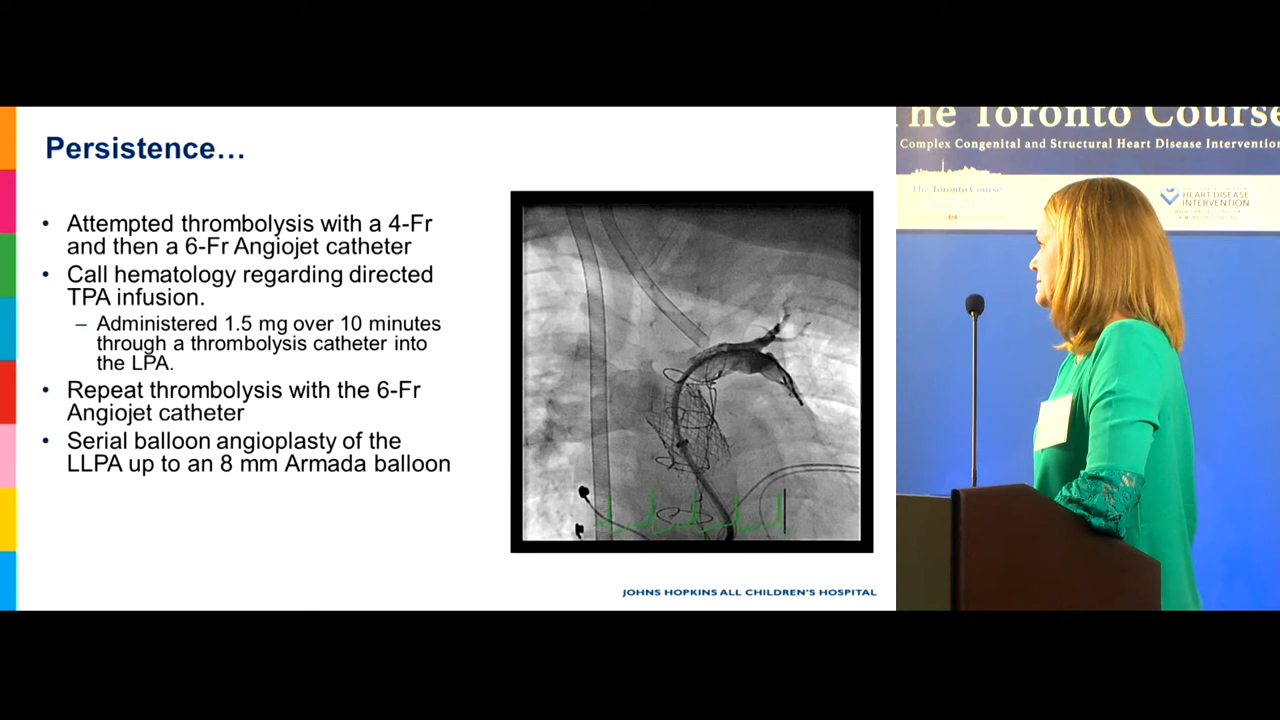 Persistence…
• Attempted thrombolysis with a 4-Fr
and then a 6-Fr Angiojet catheter
• Call hematology regarding directed
TPA infusion.
– Administered 1.5 mg over 10 minutes
through a thrombolysis catheter into
the LPA.
• Repeat thrombolysis with the 6-Fr
Angiojet catheter
• Serial balloon angioplasty of the
LLPA up to an 8 mm Armada balloon
JOHNS HOPKINS ALL CHILDREN'S HOSPITAL
The Toronto Course
Complex Congenital and Structural Heart Disease Intervention
The Toronto Course
HEART DISEASE
INTERVENTION